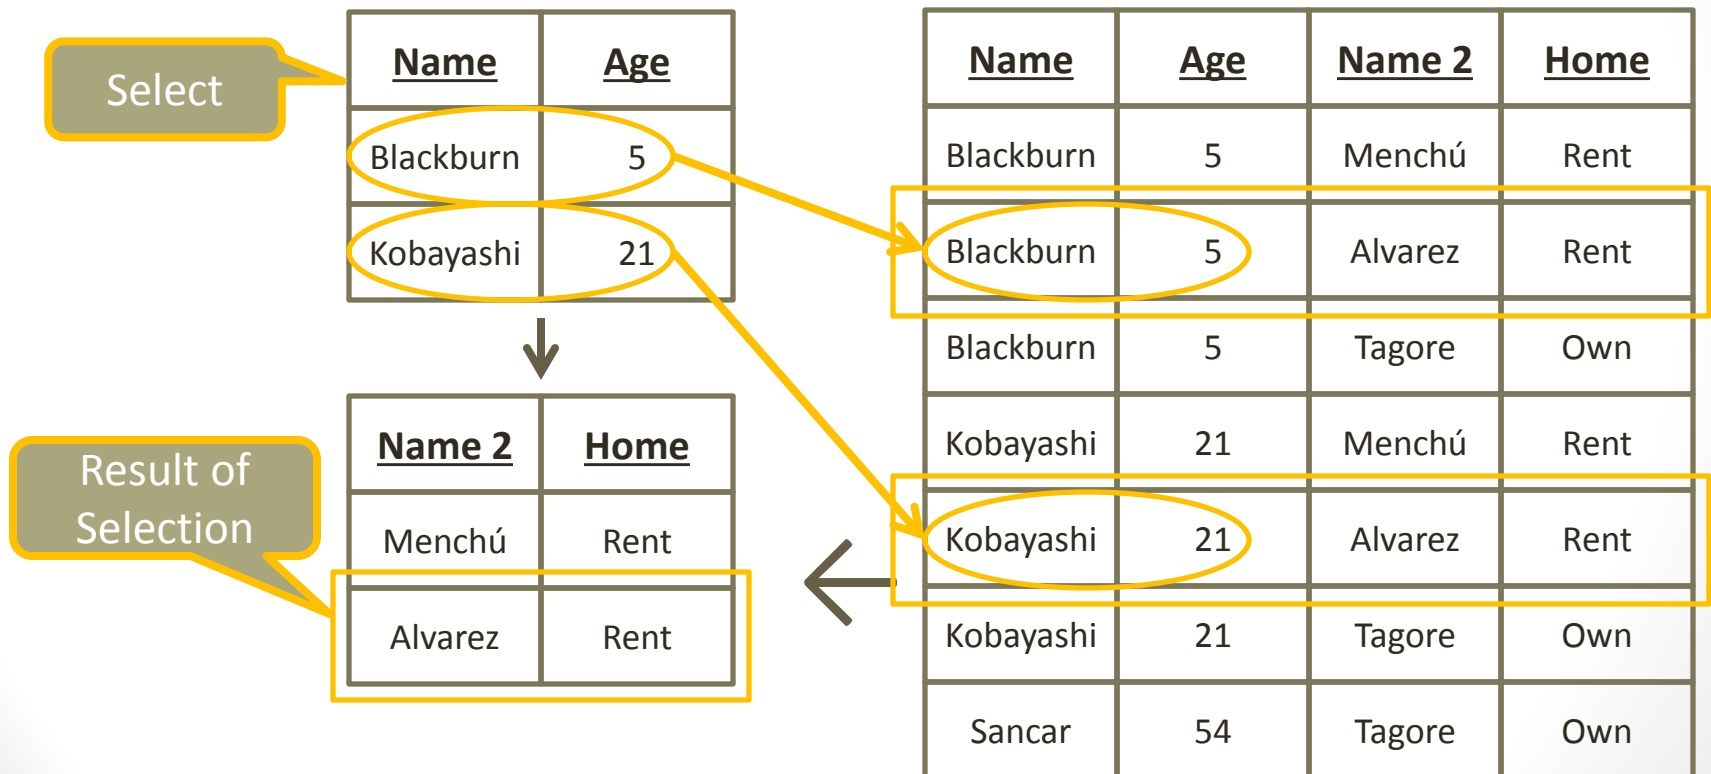 Select
Name Age
Blackburn 5
Kobayashi 21
Result of
Selection
Name 2 Home
Menchú Rent
Alvarez Rent
Name Age Name 2 Home
Blackburn 5 Menchú Rent
Blackburn 5 Alvarez Rent
Blackburn 5 Tagore Own
Kobayashi 21 Menchú Rent
Kobayashi 21 Alvarez Rent
Kobayashi 21 Tagore Own
Sancar 54 Tagore Own